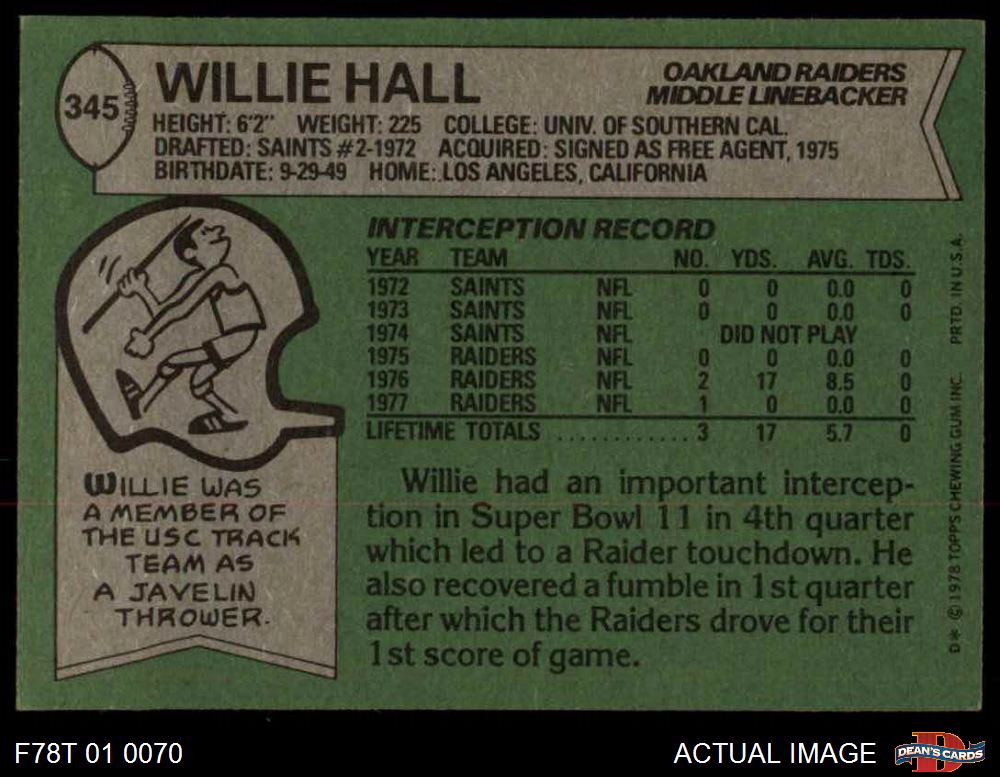 345
WILLIE HALL
OAKLAND RAIDERS
MIDDLE LINEBACKER
HEIGHT: 6'2" WEIGHT: 225 COLLEGE: UNIV. OF SOUTHERN CAL.
DRAFTED: SAINTS #2-1972 ACQUIRED: SIGNED AS FREE AGENT, 1975
BIRTHDATE: 9-29-49 HOME: LOS ANGELES, CALIFORNIA
INTERCEPTION RECORD
YEAR TEAM NO. YDS. AVG. TDS.
1972 SAINTS NFL 0 0 0.0 0
1973 SAINTS NFL 0 0 0.0 0
1974 SAINTS NFL DID NOT PLAY
1975 RAIDERS NFL 0 0 0.0 0
1976 RAIDERS NFL 2 17 8.5 0
1977 RAIDERS NFL 1 0 0.0 0
LIFETIME TOTALS ............ 3 17 5.7 0
WILLIE WAS
A MEMBER OF
THE USC TRACK
TEAM AS
A JAVELIN
THROWER.
Willie had an important intercep-
tion in Super Bowl 11 in 4th quarter
which led to a Raider touchdown. He
also recovered a fumble in 1st quarter
after which the Raiders drove for their
1st score of game.
D* © 1978 TOPPS CHEWING GUM INC. PRTD. IN U.S.A.
F78T 01 0070
ACTUAL IMAGE
D
DEAN'S CARDS